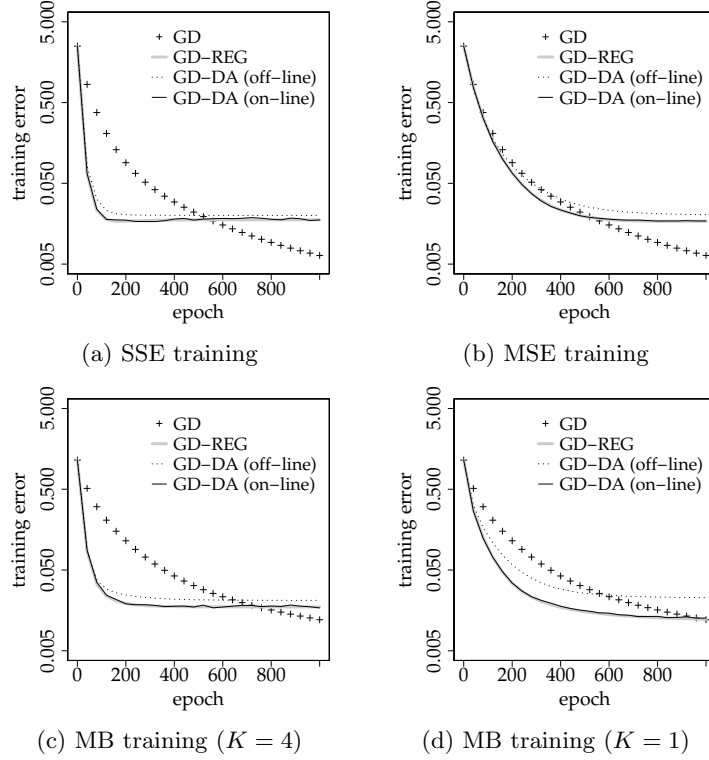 5.000
0.500
0.050
0.005
training error
+ GD
GD−REG
GD−DA (off−line)
GD−DA (on−line)
0 200 400 600 800
epoch
(a) SSE training
5.000
0.500
0.050
0.005
training error
+ GD
GD−REG
GD−DA (off−line)
GD−DA (on−line)
0 200 400 600 800
epoch
(b) MSE training
5.000
0.500
0.050
0.005
training error
+ GD
GD−REG
GD−DA (off−line)
GD−DA (on−line)
0 200 400 600 800
epoch
(c) MB training (K = 4)
5.000
0.500
0.050
0.005
training error
+ GD
GD−REG
GD−DA (off−line)
GD−DA (on−line)
0 200 400 600 800
epoch
(d) MB training (K = 1)